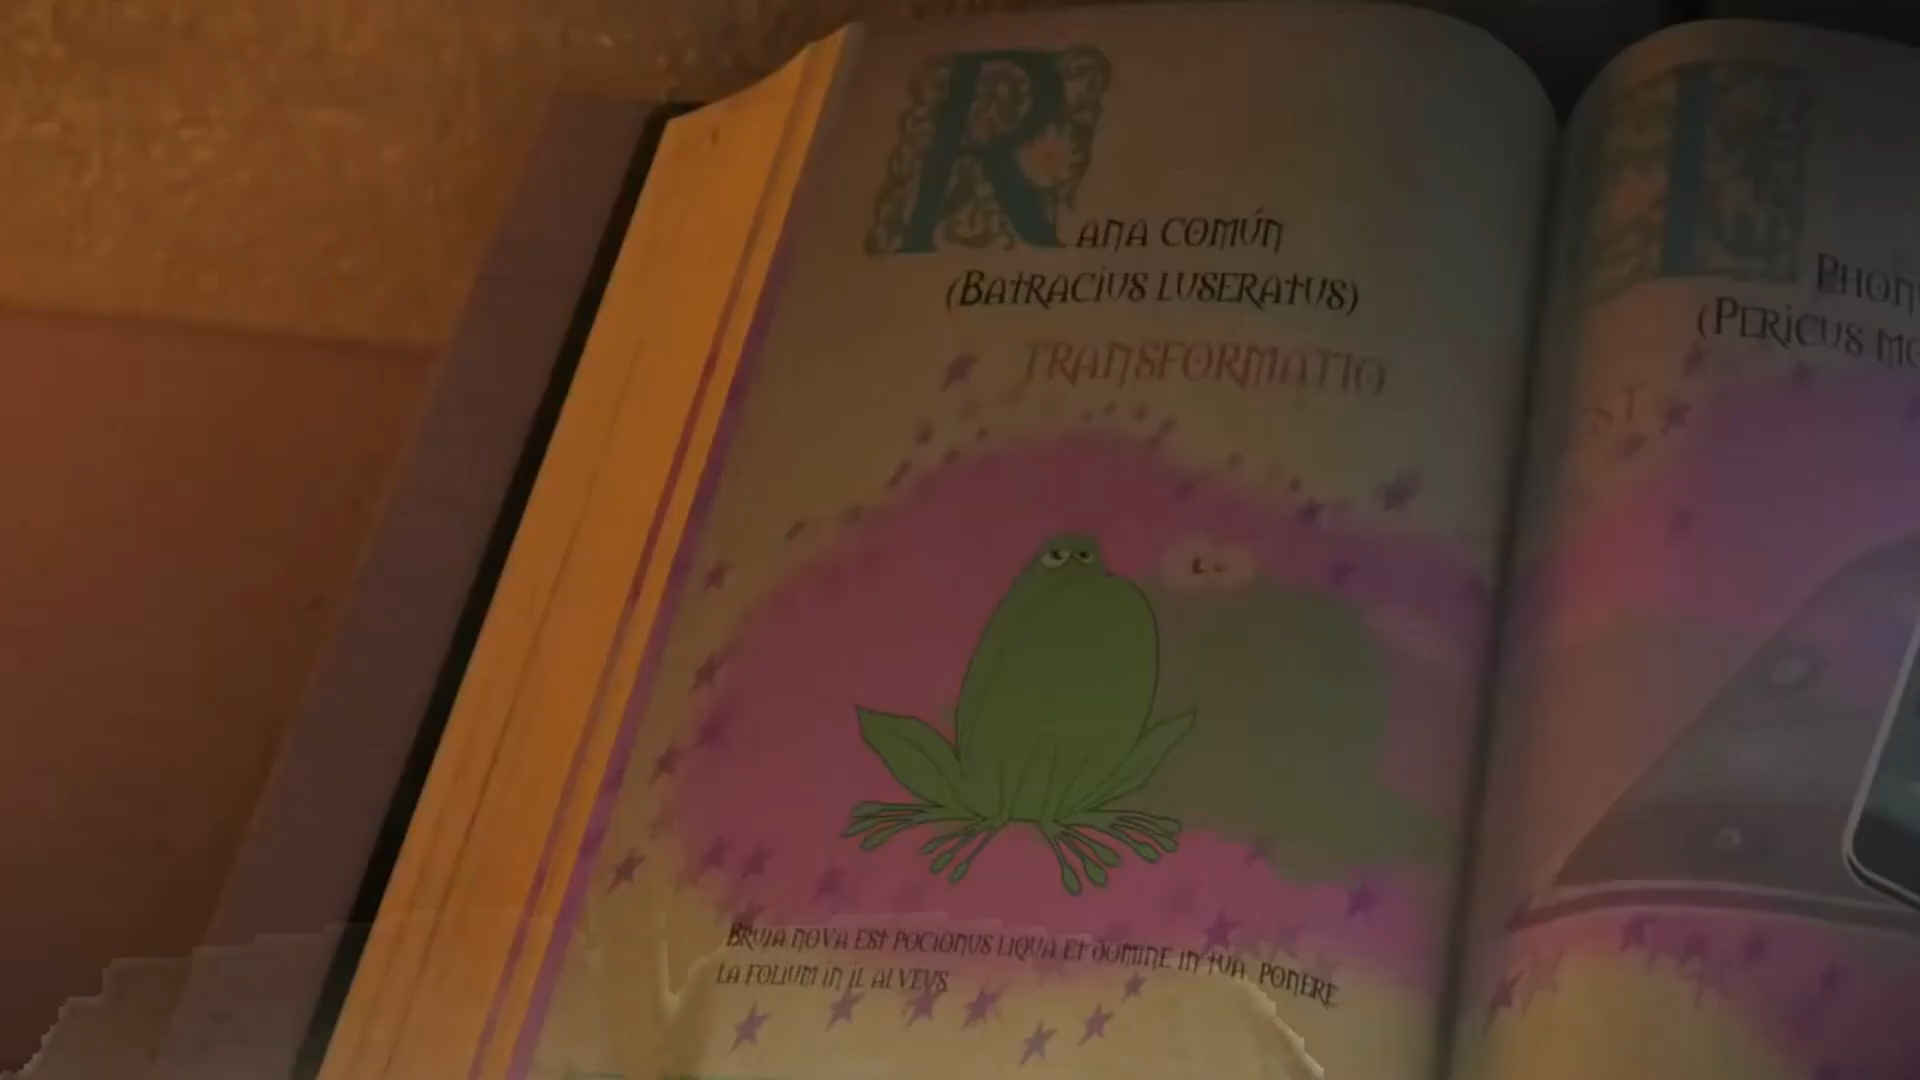 RANA COMÚN
(BATRACIUS LUSERATUS)
TRANSFORMATIO
BRUJA NOVA EST POCIONUS LIQUA ET DOMINE IN TUA PONERE
LA FOLIUM IN IL ALVEUS
I PHON
(PERICUS MO
ST